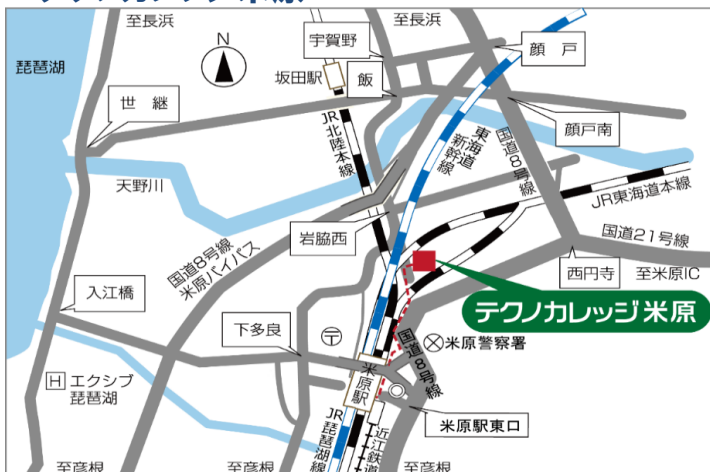 至長浜
至長浜
N
宇賀野
顔 戸
琵琶湖
坂田駅
飯
世 継
顔戸南
JR北陸本線
東海道新幹線
国道8号線
天野川
JR東海道本線
岩脇西
国道21号線
国道8号線
米原バイパス
西円寺
至米原IC
入江橋
テクノカレッジ米原
下多良
〒
国道8号線
米原警察署
米原駅
H エクシブ
琵琶湖
米原駅東口
JR琵琶湖線
近江鉄道
至彦根
至彦根
至彦根